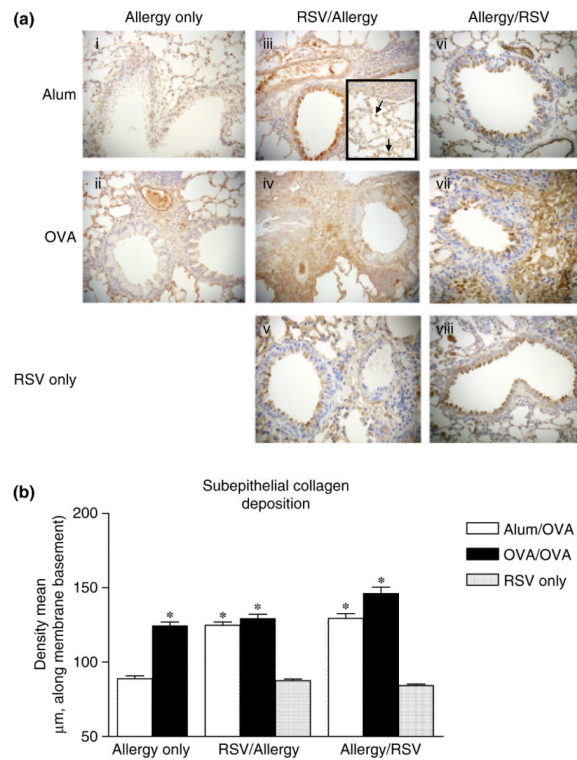 (a)
Allergy only
RSV/Allergy
Allergy/RSV
Alum
i
iii
vi
OVA
ii
iv
vii
RSV only
v
viii
(b)
Subepithelial collagen
deposition
Density mean
μm, along membrane basement)
200
150
100
50
* * * * *
Allergy only
RSV/Allergy
Allergy/RSV
Alum/OVA
OVA/OVA
RSV only